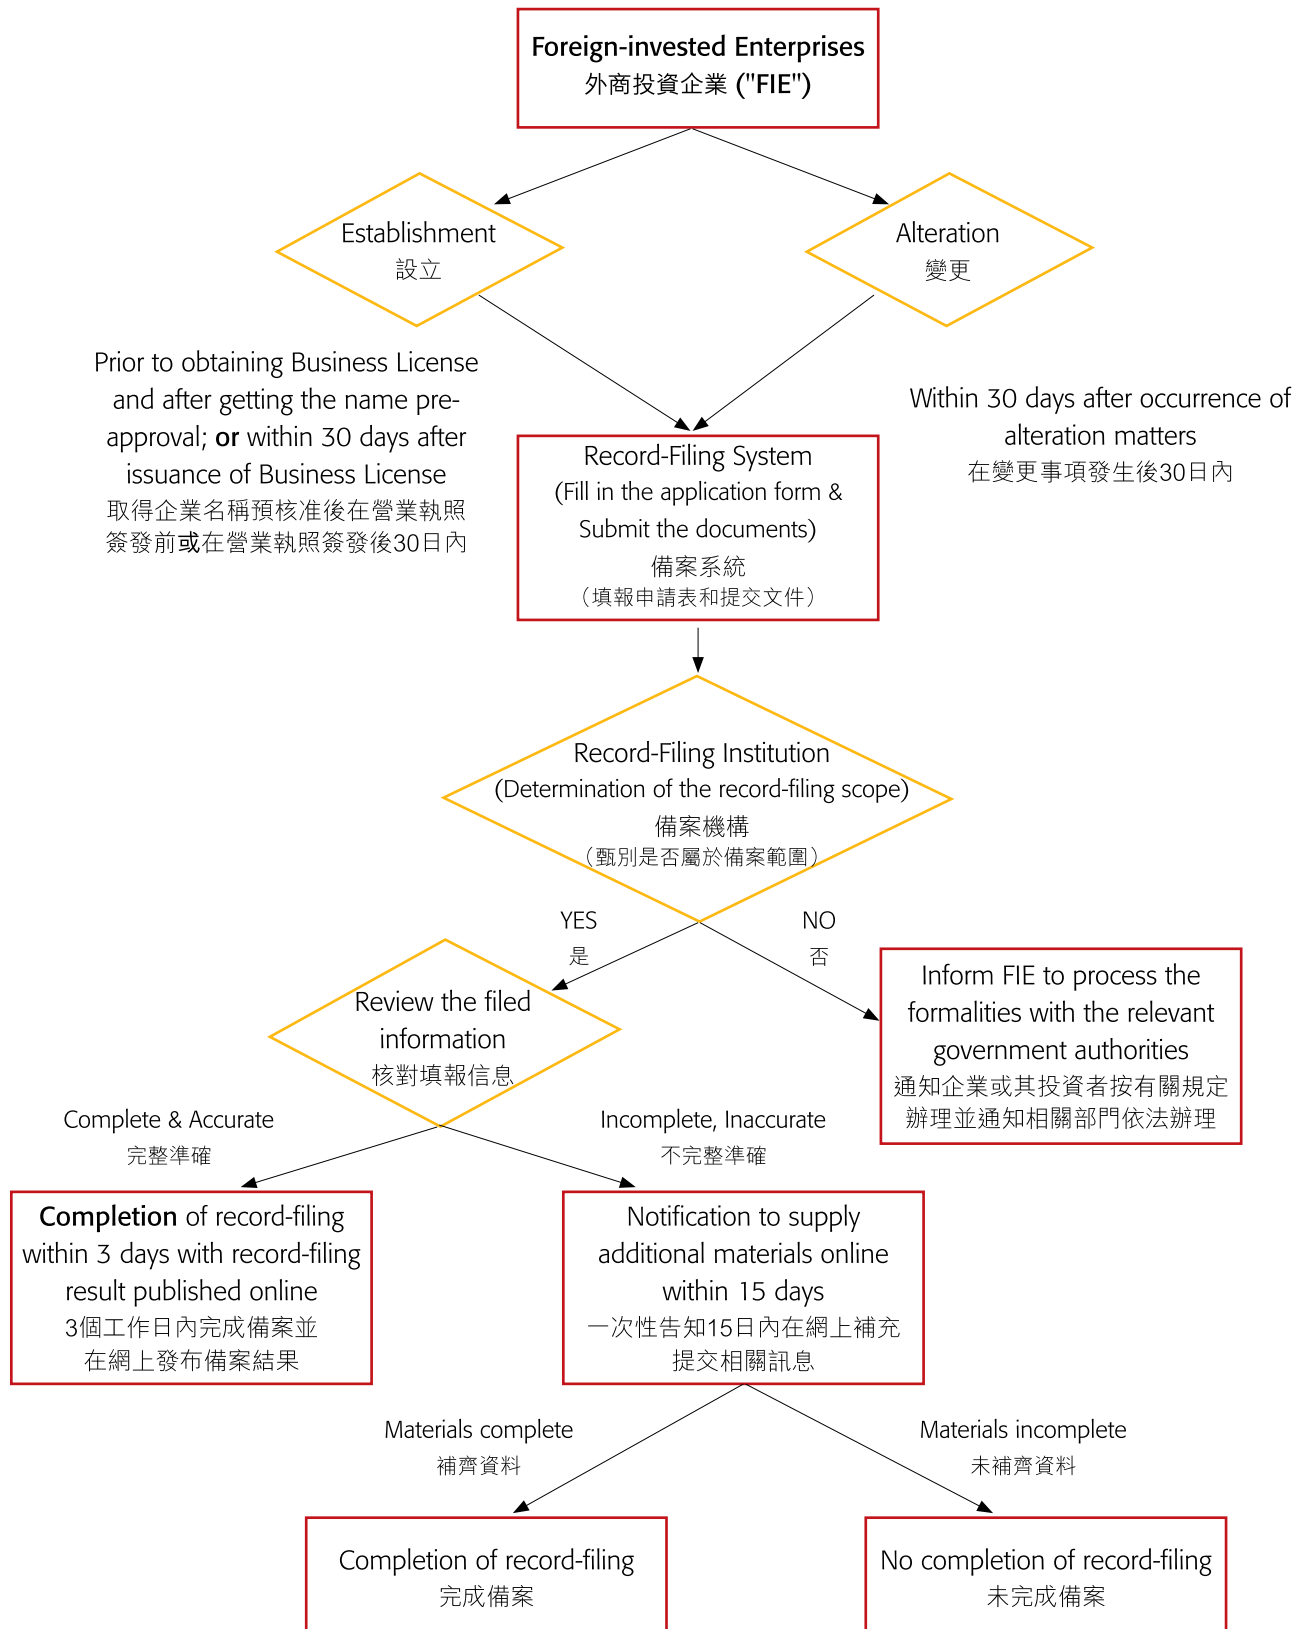 Foreign-invested Enterprises
外商投資企業 ("FIE")
Establishment
設立
Alteration
變更
Prior to obtaining Business License
and after getting the name pre-
approval; or within 30 days after
issuance of Business License
取得企業名稱預核准後在營業執照
簽發前或在營業執照簽發後30日內
Within 30 days after occurrence of
alteration matters
在變更事項發生後30日內
Record-Filing System
(Fill in the application form &
Submit the documents)
備案系統
（填報申請表和提交文件）
Record-Filing Institution
(Determination of the record-filing scope)
備案機構
（甄別是否屬於備案範圍）
YES
是
NO
否
Review the filed
information
核對填報信息
Inform FIE to process the
formalities with the relevant
government authorities
通知企業或其投資者按有關規定
辦理並通知相關部門依法辦理
Complete & Accurate
完整準確
Incomplete, Inaccurate
不完整準確
Completion of record-filing
within 3 days with record-filing
result published online
3個工作日內完成備案並
在網上發布備案結果
Notification to supply
additional materials online
within 15 days
一次性告知15日內在網上補充
提交相關訊息
Materials complete
補齊資料
Materials incomplete
未補齊資料
Completion of record-filing
完成備案
No completion of record-filing
未完成備案